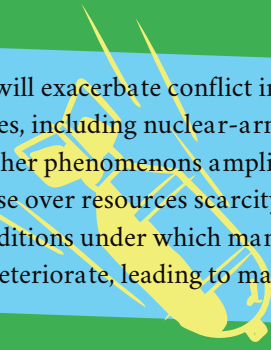 will exacerbate conflict in
es, including nuclear-arm
her phenomenons ampli
se over resources scarcity
ditions under which man
eteriorate, leading to ma